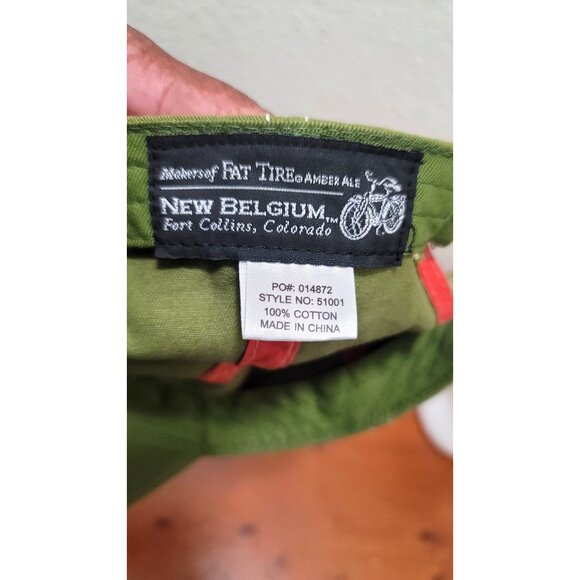 Makers of FAT TIRE® AMBER ALE
NEW BELGIUM™
Fort Collins, Colorado
PO#: 014872
STYLE NO: 51001
100% COTTON
MADE IN CHINA